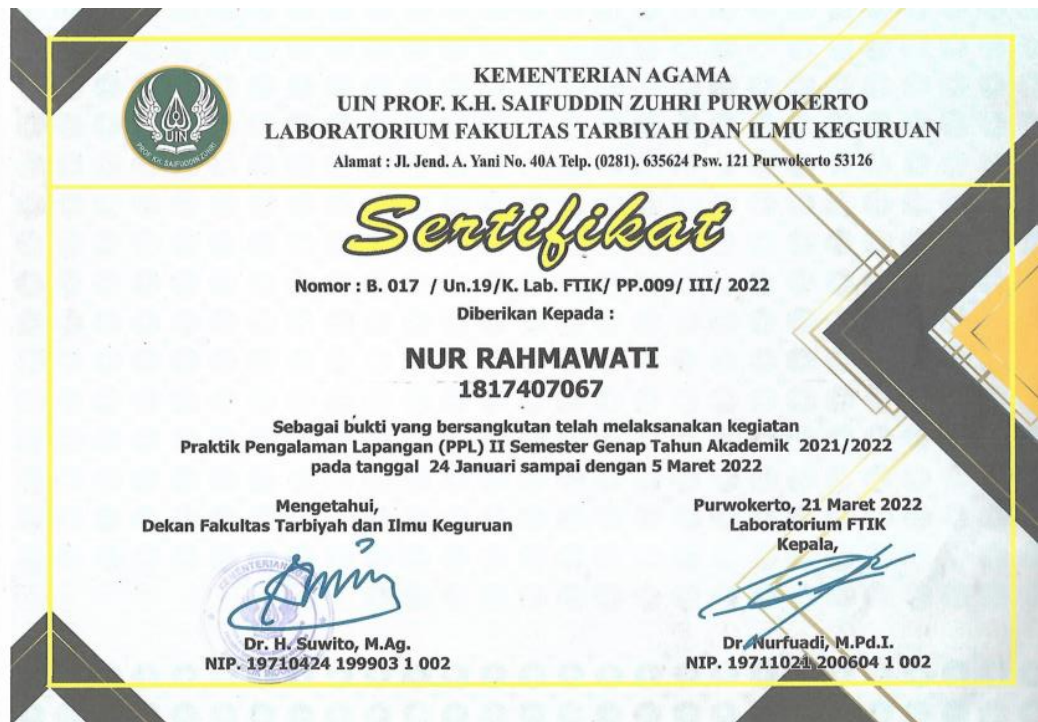 KEMENTERIAN AGAMA
UIN PROF. K.H. SAIFUDDIN ZUHRI PURWOKERTO
LABORATORIUM FAKULTAS TARBIYAH DAN ILMU KEGURUAN
Alamat : Jl. Jend. A. Yani No. 40A Telp. (0281). 635624 Psw. 121 Purwokerto 53126
UIN
PROF. K.H. SAIFUDDIN ZUHRI
Sertifikat
Nomor : B. 017 / Un.19/K. Lab. FTIK/ PP.009/ III/ 2022
Diberikan Kepada :
NUR RAHMAWATI
1817407067
Sebagai bukti yang bersangkutan telah melaksanakan kegiatan
Praktik Pengalaman Lapangan (PPL) II Semester Genap Tahun Akademik 2021/2022
pada tanggal 24 Januari sampai dengan 5 Maret 2022
Mengetahui,
Dekan Fakultas Tarbiyah dan Ilmu Keguruan
Dr. H. Suwito, M.Ag.
NIP. 19710424 199903 1 002
Purwokerto, 21 Maret 2022
Laboratorium FTIK
Kepala,
Dr. Nurfuadi, M.Pd.I.
NIP. 19711021 200604 1 002